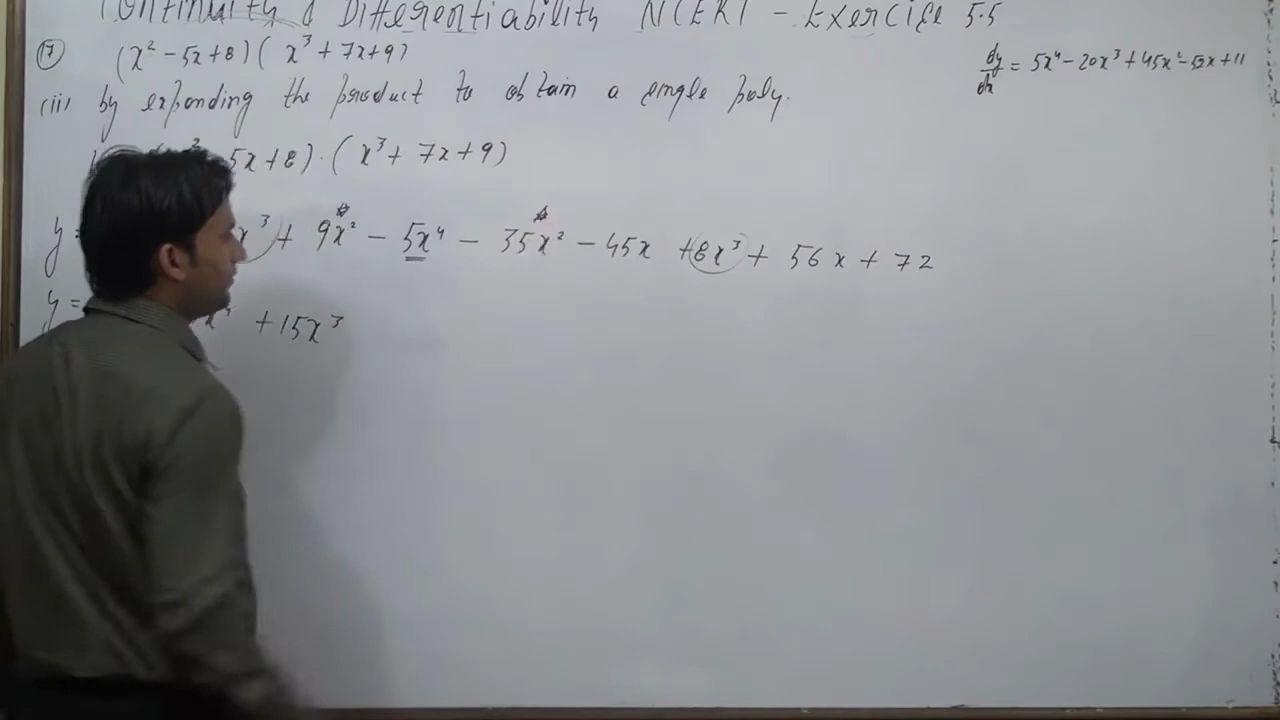 Continuity & Differentiability NCERT - Exercise 5.5
(17) (x² - 5x + 8) ( x³ + 7x + 9)
dy/dx = 5x⁴ - 20x³ + 45x² - 52x + 11
(ii) by expanding the product to obtain a single poly.
5x + 8) · ( x³ + 7x + 9)
y = x³ + 9x² - 5x⁴ - 35x² - 45x + 8x³ + 56x + 72
y = + 15x³